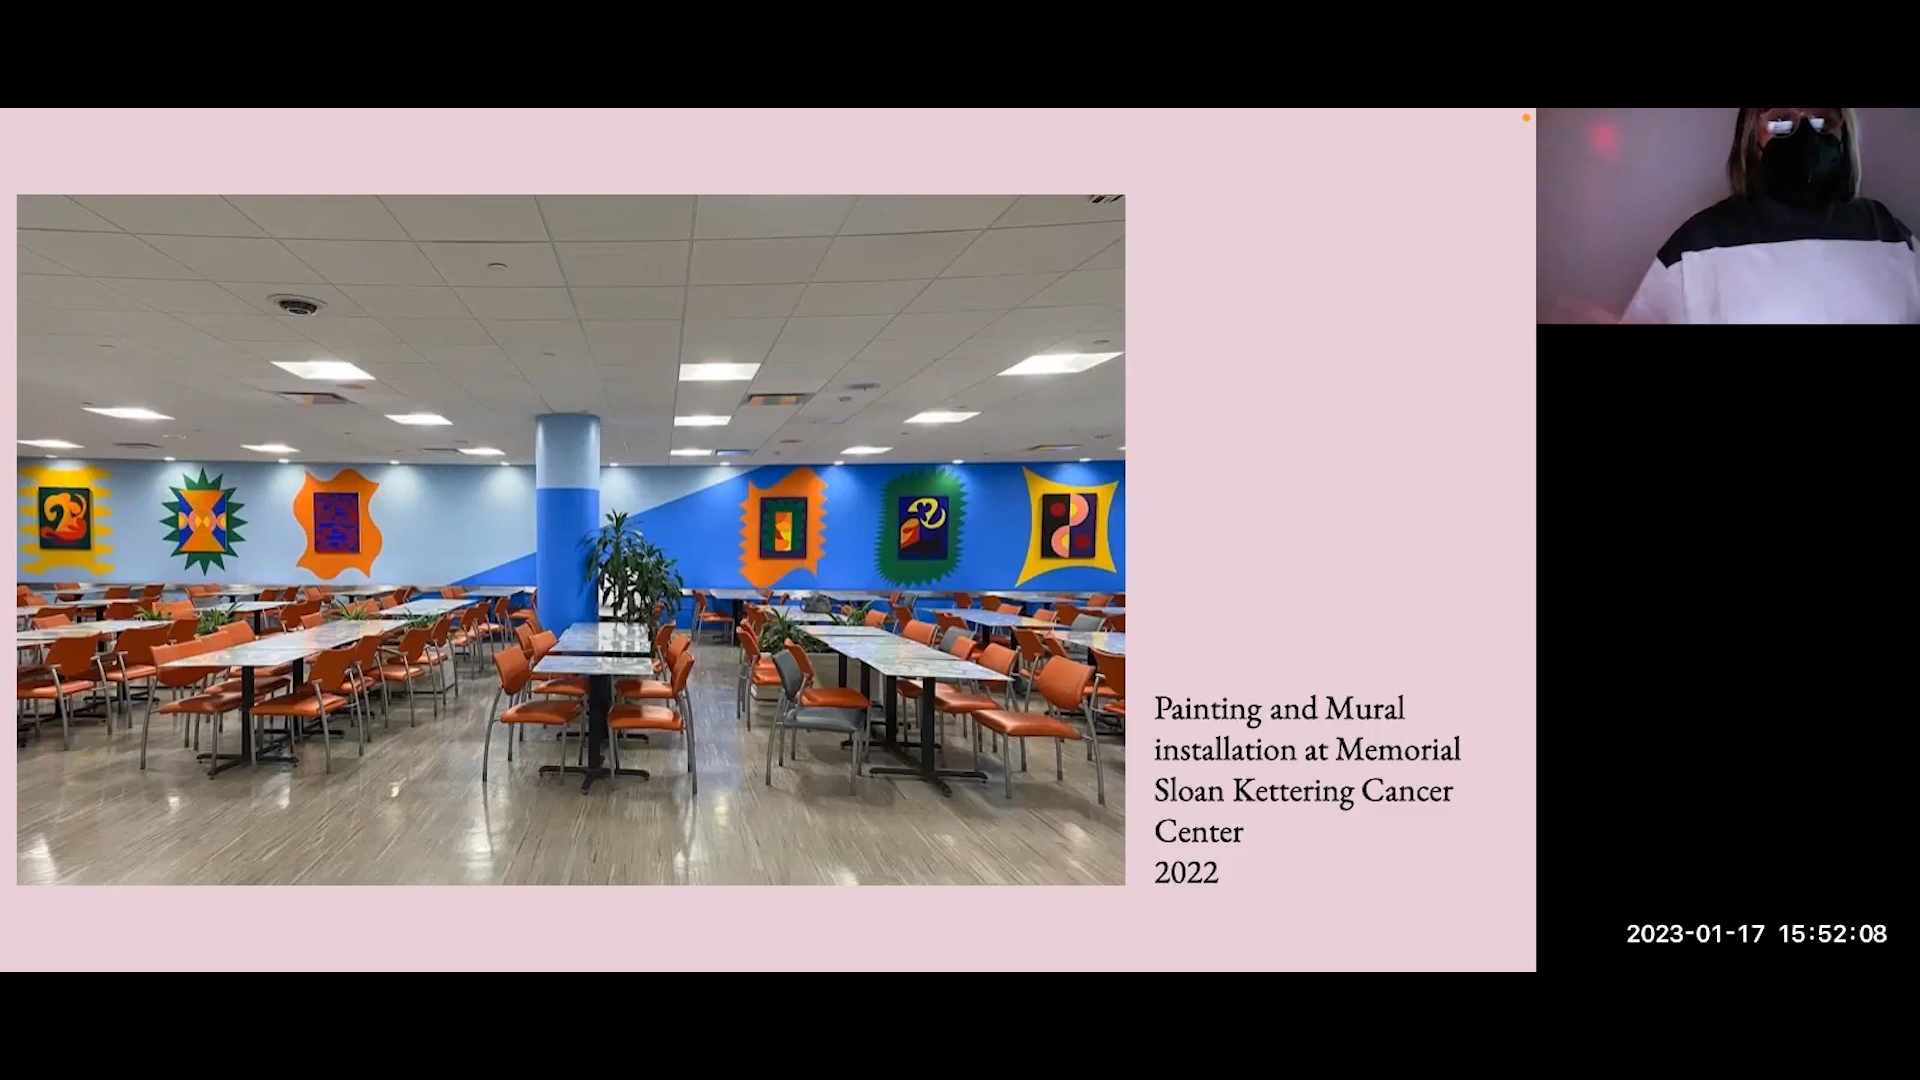 Painting and Mural
installation at Memorial
Sloan Kettering Cancer
Center
2022
2023-01-17 15:52:08